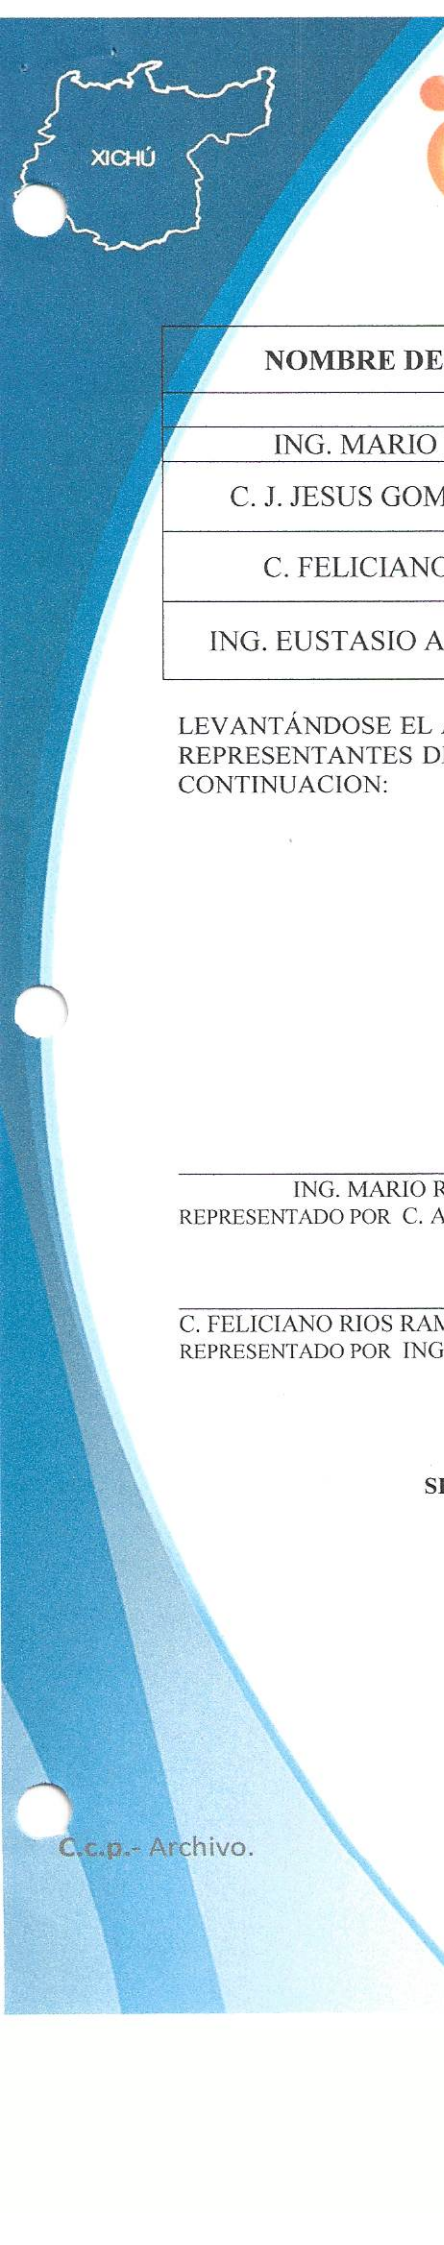 XICHÚ
NOMBRE DE
ING. MARIO
C. J. JESUS GOM
C. FELICIANO
ING. EUSTASIO A
LEVANTÁNDOSE EL
REPRESENTANTES
CONTINUACION:
ING. MARIO
REPRESENTADO POR C. A
C. FELICIANO RIOS RAM
REPRESENTADO POR ING
C.c.p.- Archivo.